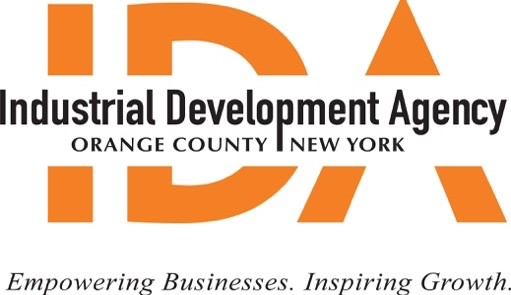 IDA
Industrial Development Agency
ORANGE COUNTY NEW YORK
Empowering Businesses. Inspiring Growth.